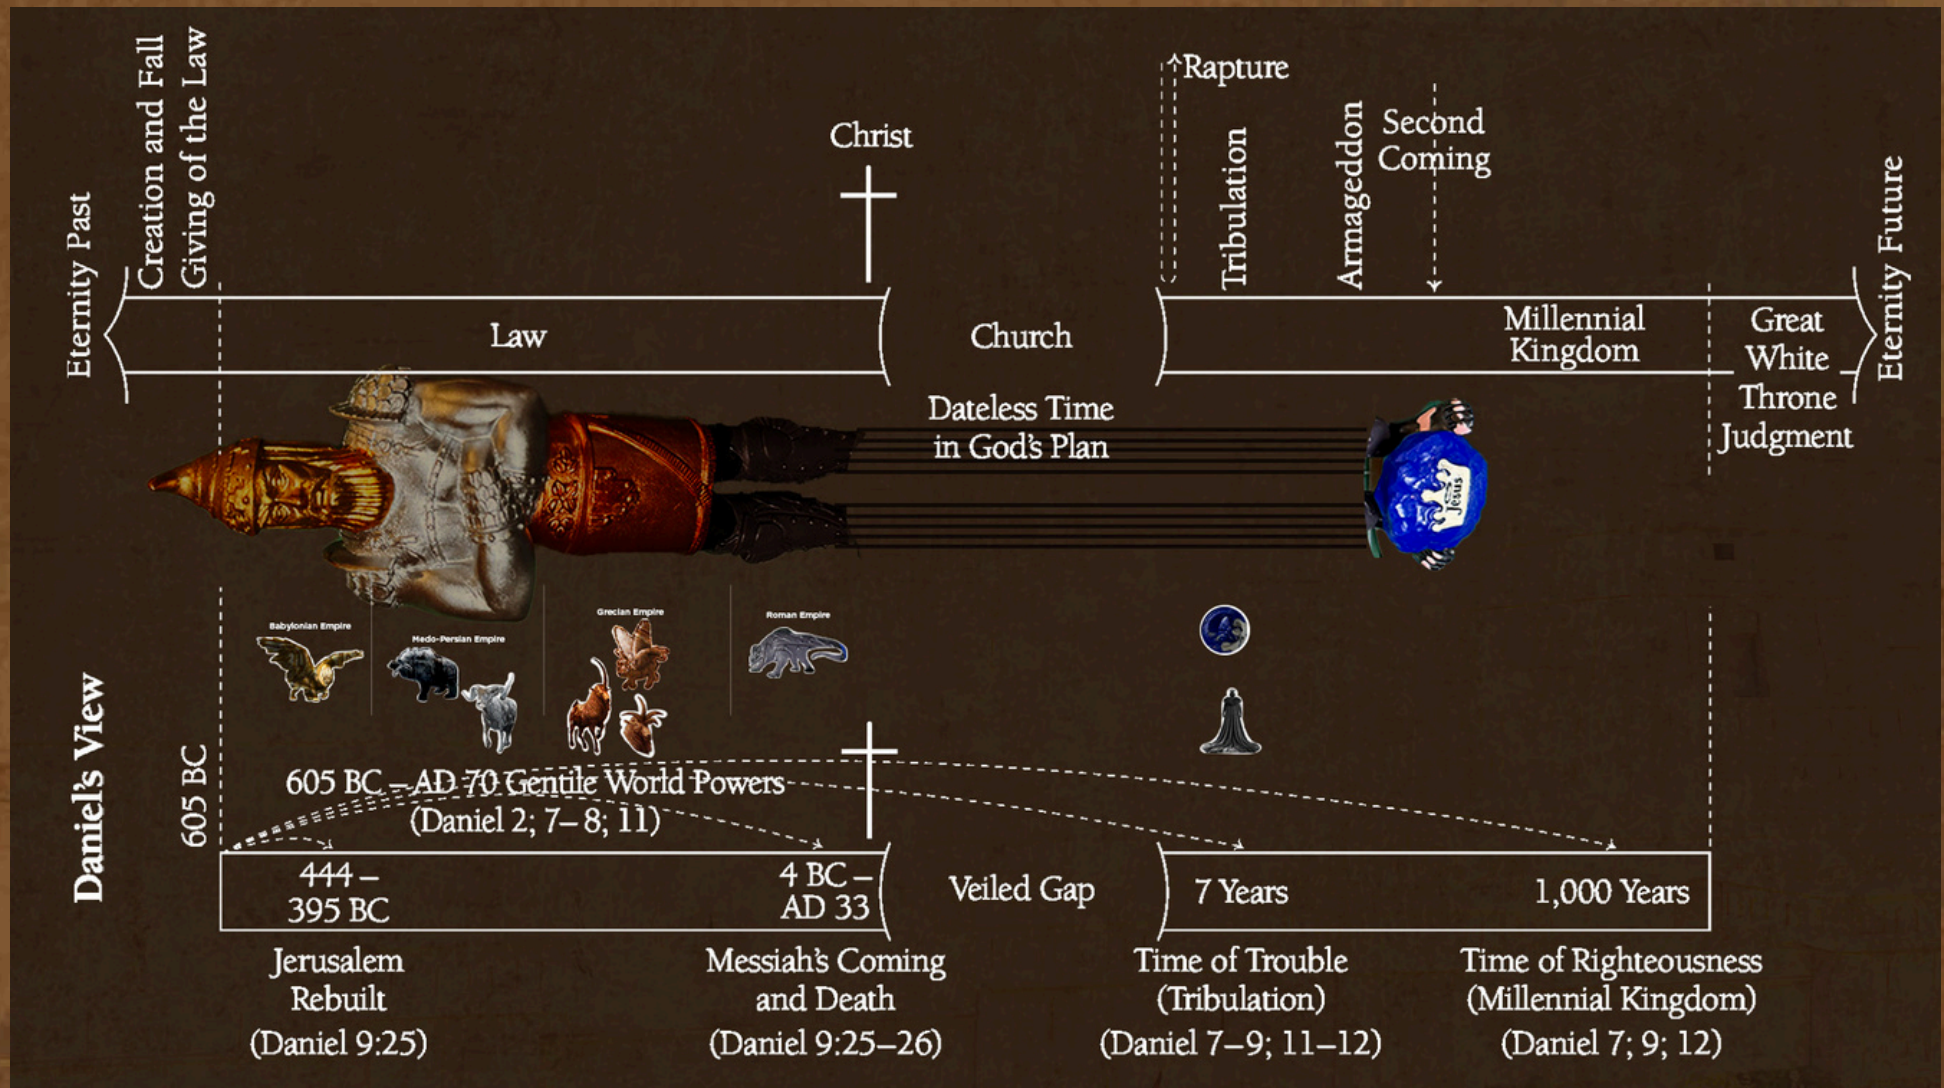 Eternity Past
Creation and Fall
Giving of the Law
Christ
Rapture
Tribulation
Armageddon
Second
Coming
Eternity Future
Law
Church
Millennial
Kingdom
Great
White
Throne
Judgment
Dateless Time
in God's Plan
Jesus
Daniel's View
605 BC
Babylonian Empire
Medo-Persian Empire
Grecian Empire
Roman Empire
605 BC – AD 70 Gentile World Powers
(Daniel 2; 7– 8; 11)
444 –
395 BC
4 BC –
AD 33
Veiled Gap
7 Years
1,000 Years
Jerusalem
Rebuilt
(Daniel 9:25)
Messiah's Coming
and Death
(Daniel 9:25–26)
Time of Trouble
(Tribulation)
(Daniel 7–9; 11–12)
Time of Righteousness
(Millennial Kingdom)
(Daniel 7; 9; 12)